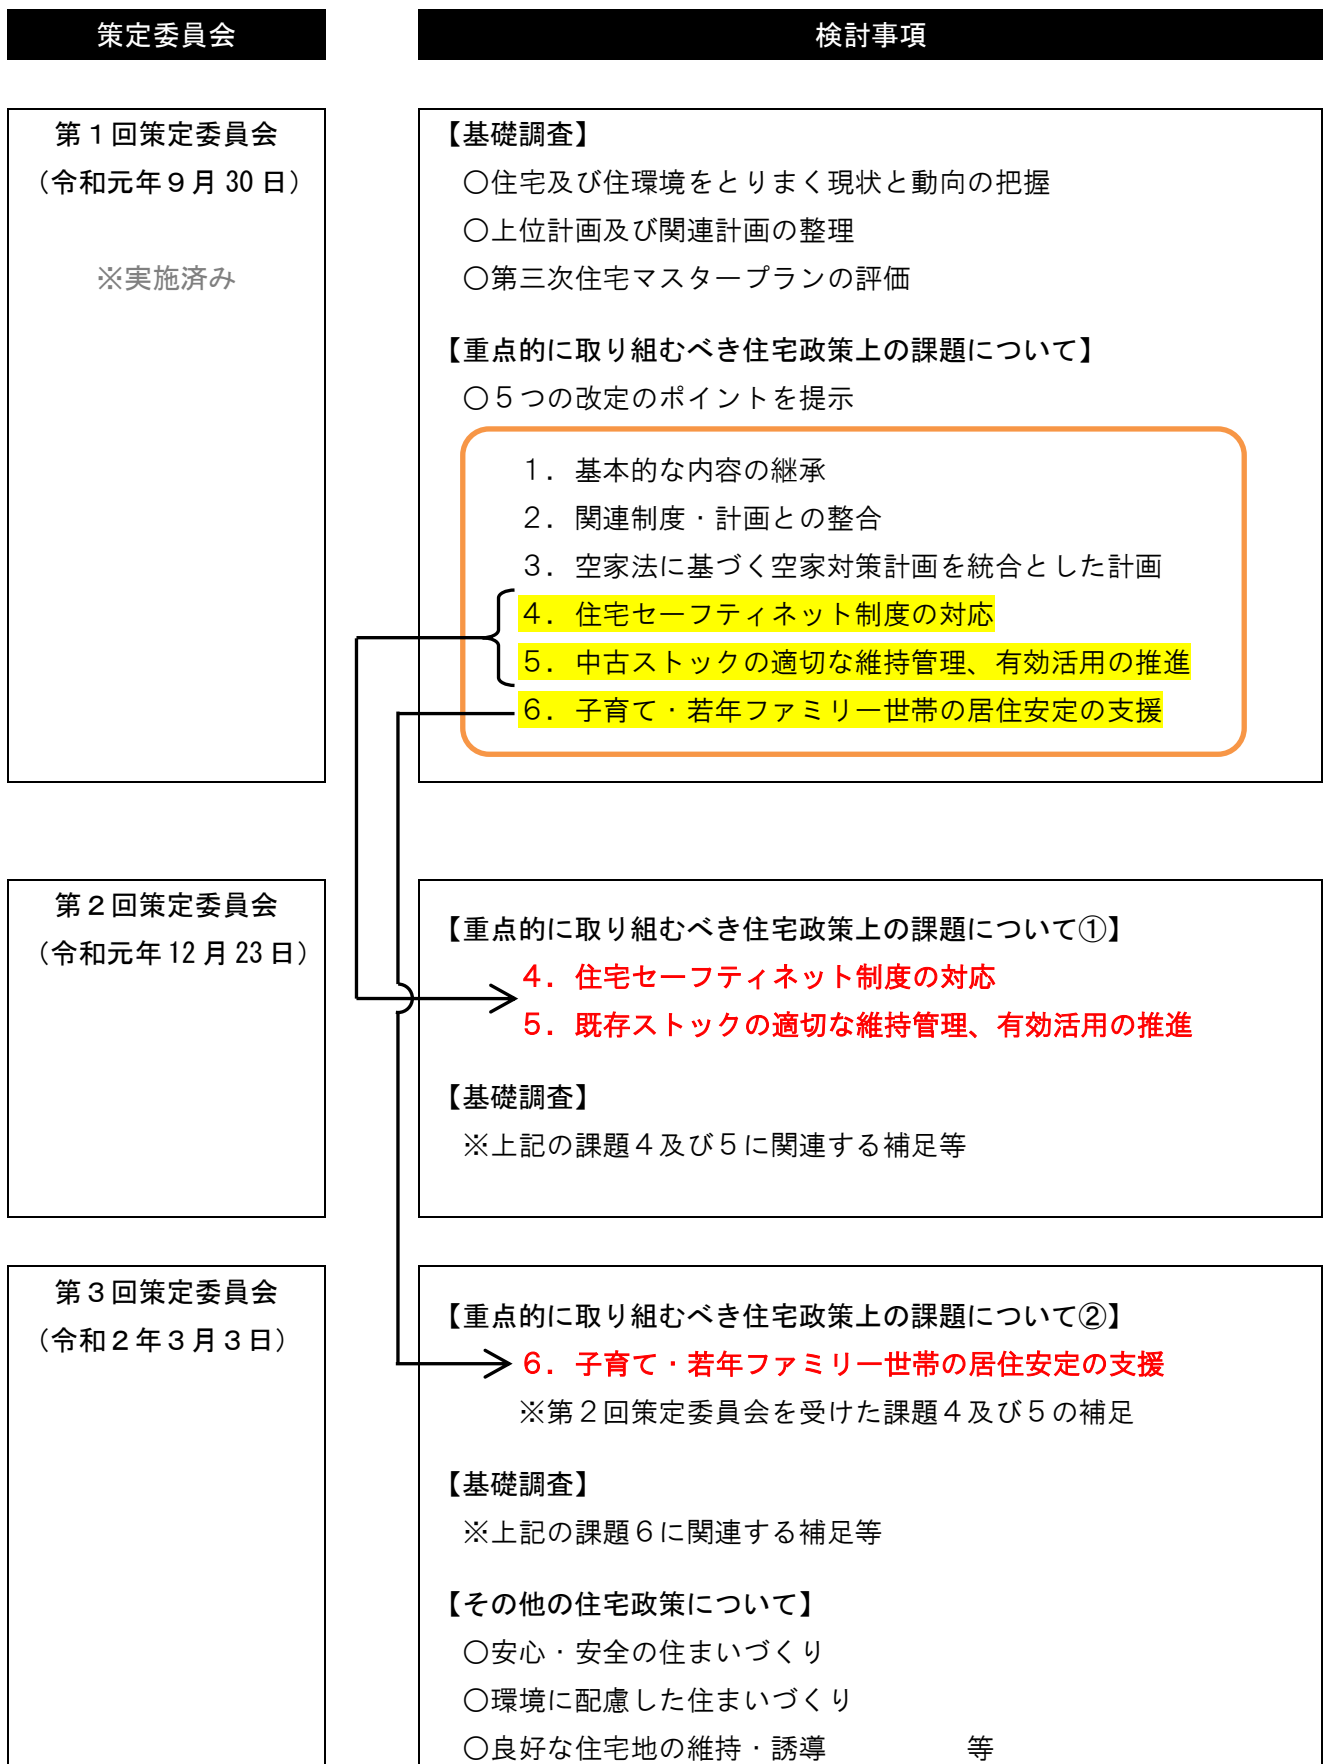 策定委員会
検討事項
第1回策定委員会
（令和元年9月30日）
※実施済み
【基礎調査】
○住宅及び住環境をとりまく現状と動向の把握
○上位計画及び関連計画の整理
○第三次住宅マスタープランの評価
【重点的に取り組むべき住宅政策上の課題について】
○５つの改定のポイントを提示
１．基本的な内容の継承
２．関連制度・計画との整合
３．空家法に基づく空家対策計画を統合とした計画
４．住宅セーフティネット制度の対応
５．中古ストックの適切な維持管理、有効活用の推進
６．子育て・若年ファミリー世帯の居住安定の支援
第２回策定委員会
（令和元年12月23日）
【重点的に取り組むべき住宅政策上の課題について①】
４．住宅セーフティネット制度の対応
５．既存ストックの適切な維持管理、有効活用の推進
【基礎調査】
※上記の課題４及び５に関連する補足等
第３回策定委員会
（令和２年３月３日）
【重点的に取り組むべき住宅政策上の課題について②】
６．子育て・若年ファミリー世帯の居住安定の支援
※第２回策定委員会を受けた課題４及び５の補足
【基礎調査】
※上記の課題６に関連する補足等
【その他の住宅政策について】
○安心・安全の住まいづくり
○環境に配慮した住まいづくり
○良好な住宅地の維持・誘導　　　　　等